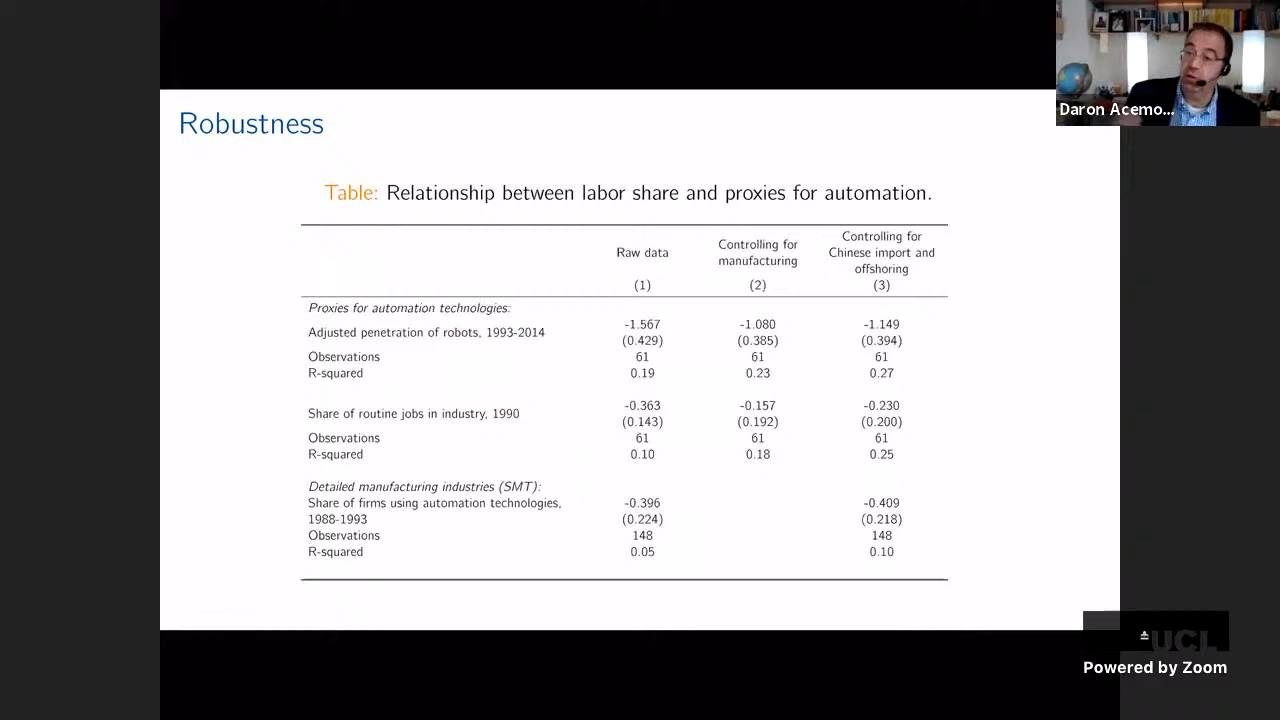 Daron Acemo...
Robustness
Table: Relationship between labor share and proxies for automation.
Raw data
Controlling for
manufacturing
Controlling for
Chinese import and
offshoring
(1) (2) (3)
Proxies for automation technologies:
Adjusted penetration of robots, 1993-2014 -1.567 -1.080 -1.149
(0.429) (0.385) (0.394)
Observations 61 61 61
R-squared 0.19 0.23 0.27
Share of routine jobs in industry, 1990 -0.363 -0.157 -0.230
(0.143) (0.192) (0.200)
Observations 61 61 61
R-squared 0.10 0.18 0.25
Detailed manufacturing industries (SMT):
Share of firms using automation technologies, -0.396 -0.409
1988-1993 (0.224) (0.218)
Observations 148 148
R-squared 0.05 0.10
UCL
Powered by Zoom